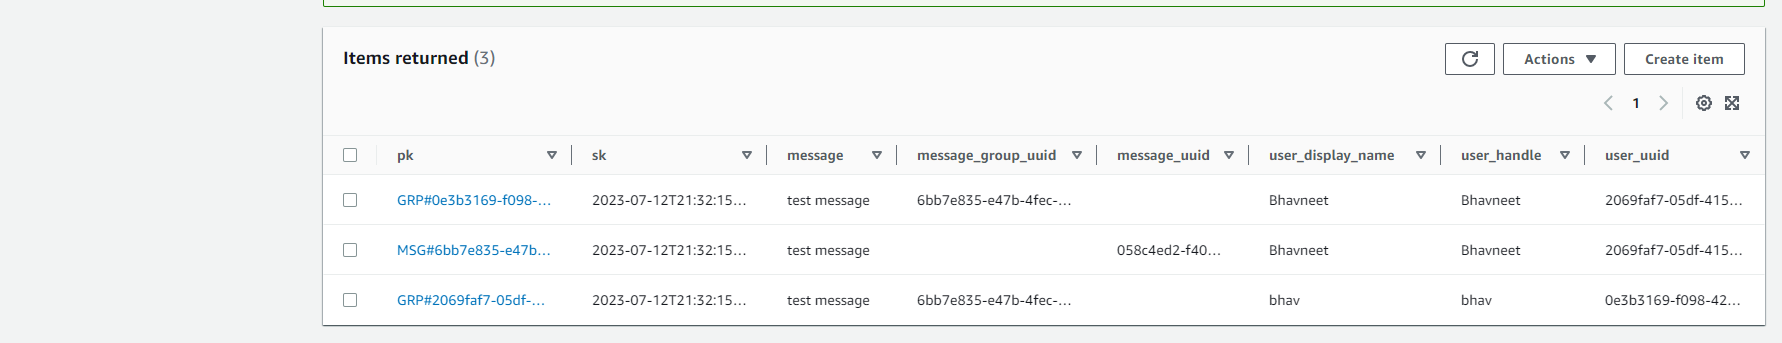 Items returned (3)
Actions
Create item
1
pk sk message message_group_uuid message_uuid user_display_name user_handle user_uuid
GRP#0e3b3169-f098-... 2023-07-12T21:32:15... test message 6bb7e835-e47b-4fec-... Bhavneet Bhavneet 2069faf7-05df-415...
MSG#6bb7e835-e47b... 2023-07-12T21:32:15... test message 058c4ed2-f40... Bhavneet Bhavneet 2069faf7-05df-415...
GRP#2069faf7-05df-... 2023-07-12T21:32:15... test message 6bb7e835-e47b-4fec-... bhav bhav 0e3b3169-f098-42...